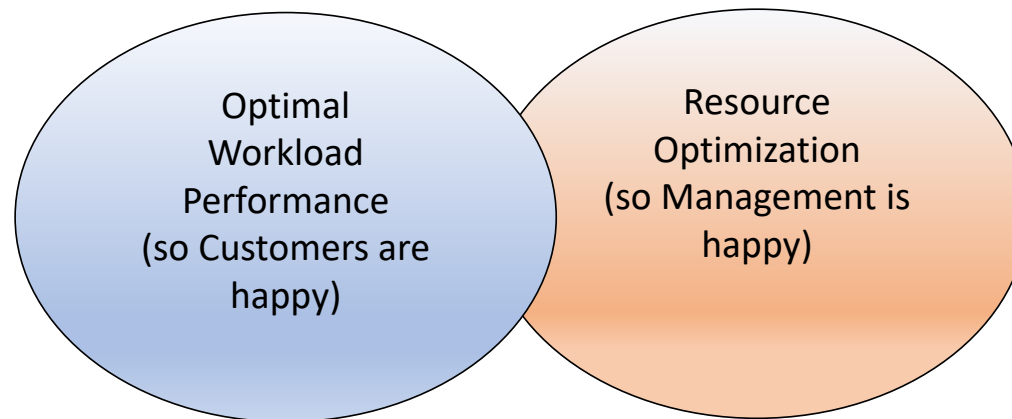 Optimal
Workload
Performance
(so Customers are
happy)
Resource
Optimization
(so Management is
happy)